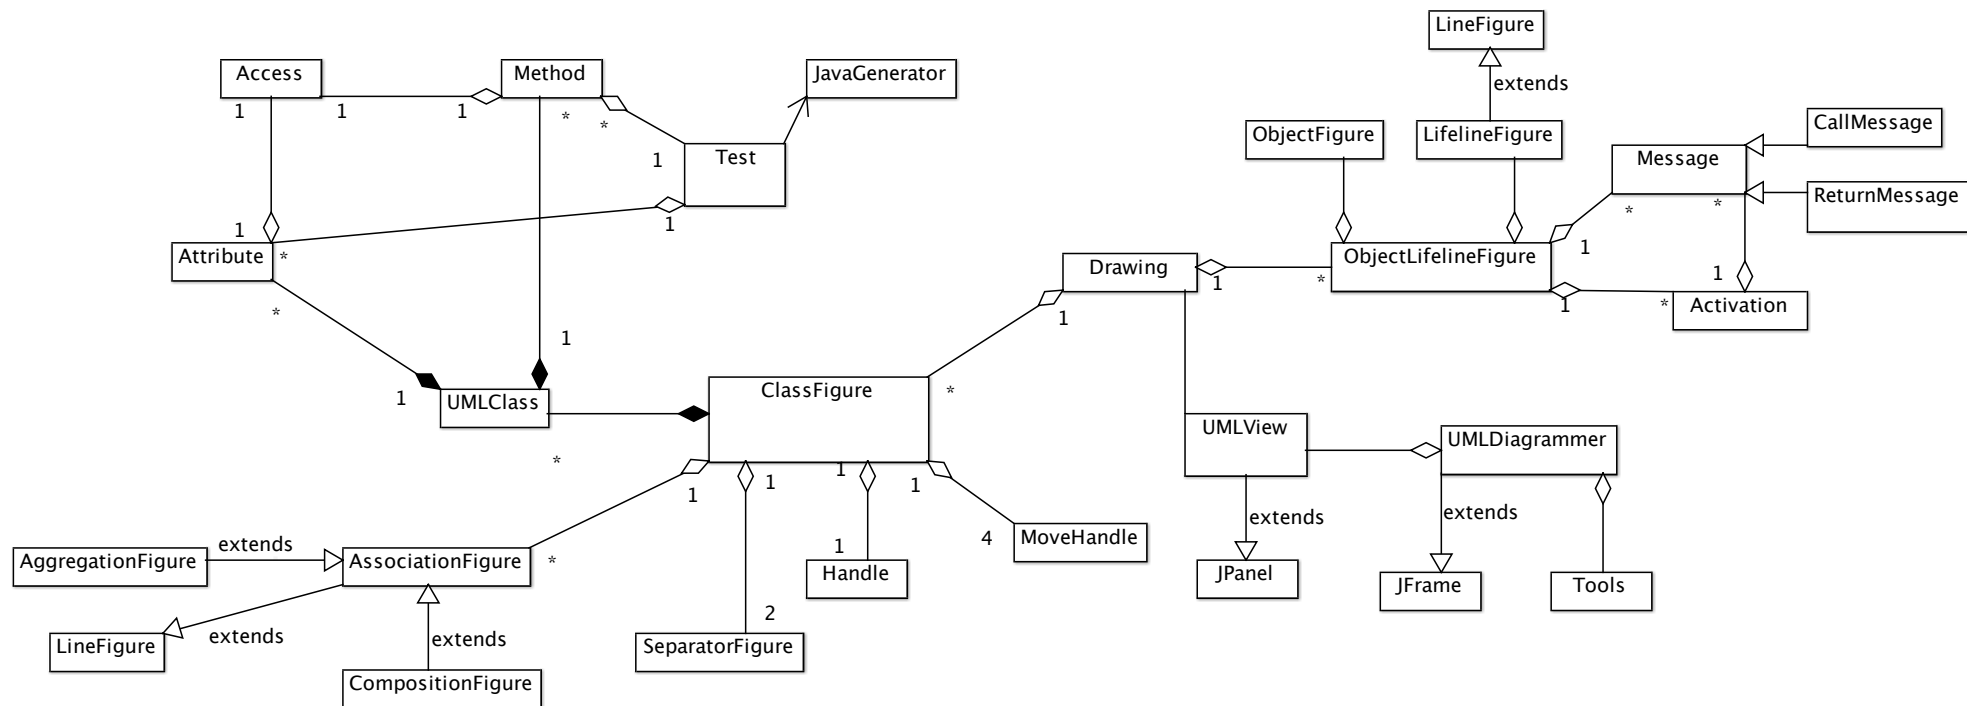 LineFigure
Access
Method
JavaGenerator
extends
1
1
1
*
*
CallMessage
ObjectFigure
LifelineFigure
1
Test
Message
ReturnMessage
*
*
1
1
1
Attribute
*
ObjectLifelineFigure
Drawing
1
1
*
1
*
Activation
*
1
1
1
*
ClassFigure
UMLClass
UMLView
UMLDiagrammer
*
1
1
1
1
extends
extends
4
MoveHandle
extends
AggregationFigure
AssociationFigure
*
1
Handle
JPanel
JFrame
Tools
2
LineFigure
extends
extends
SeparatorFigure
CompositionFigure